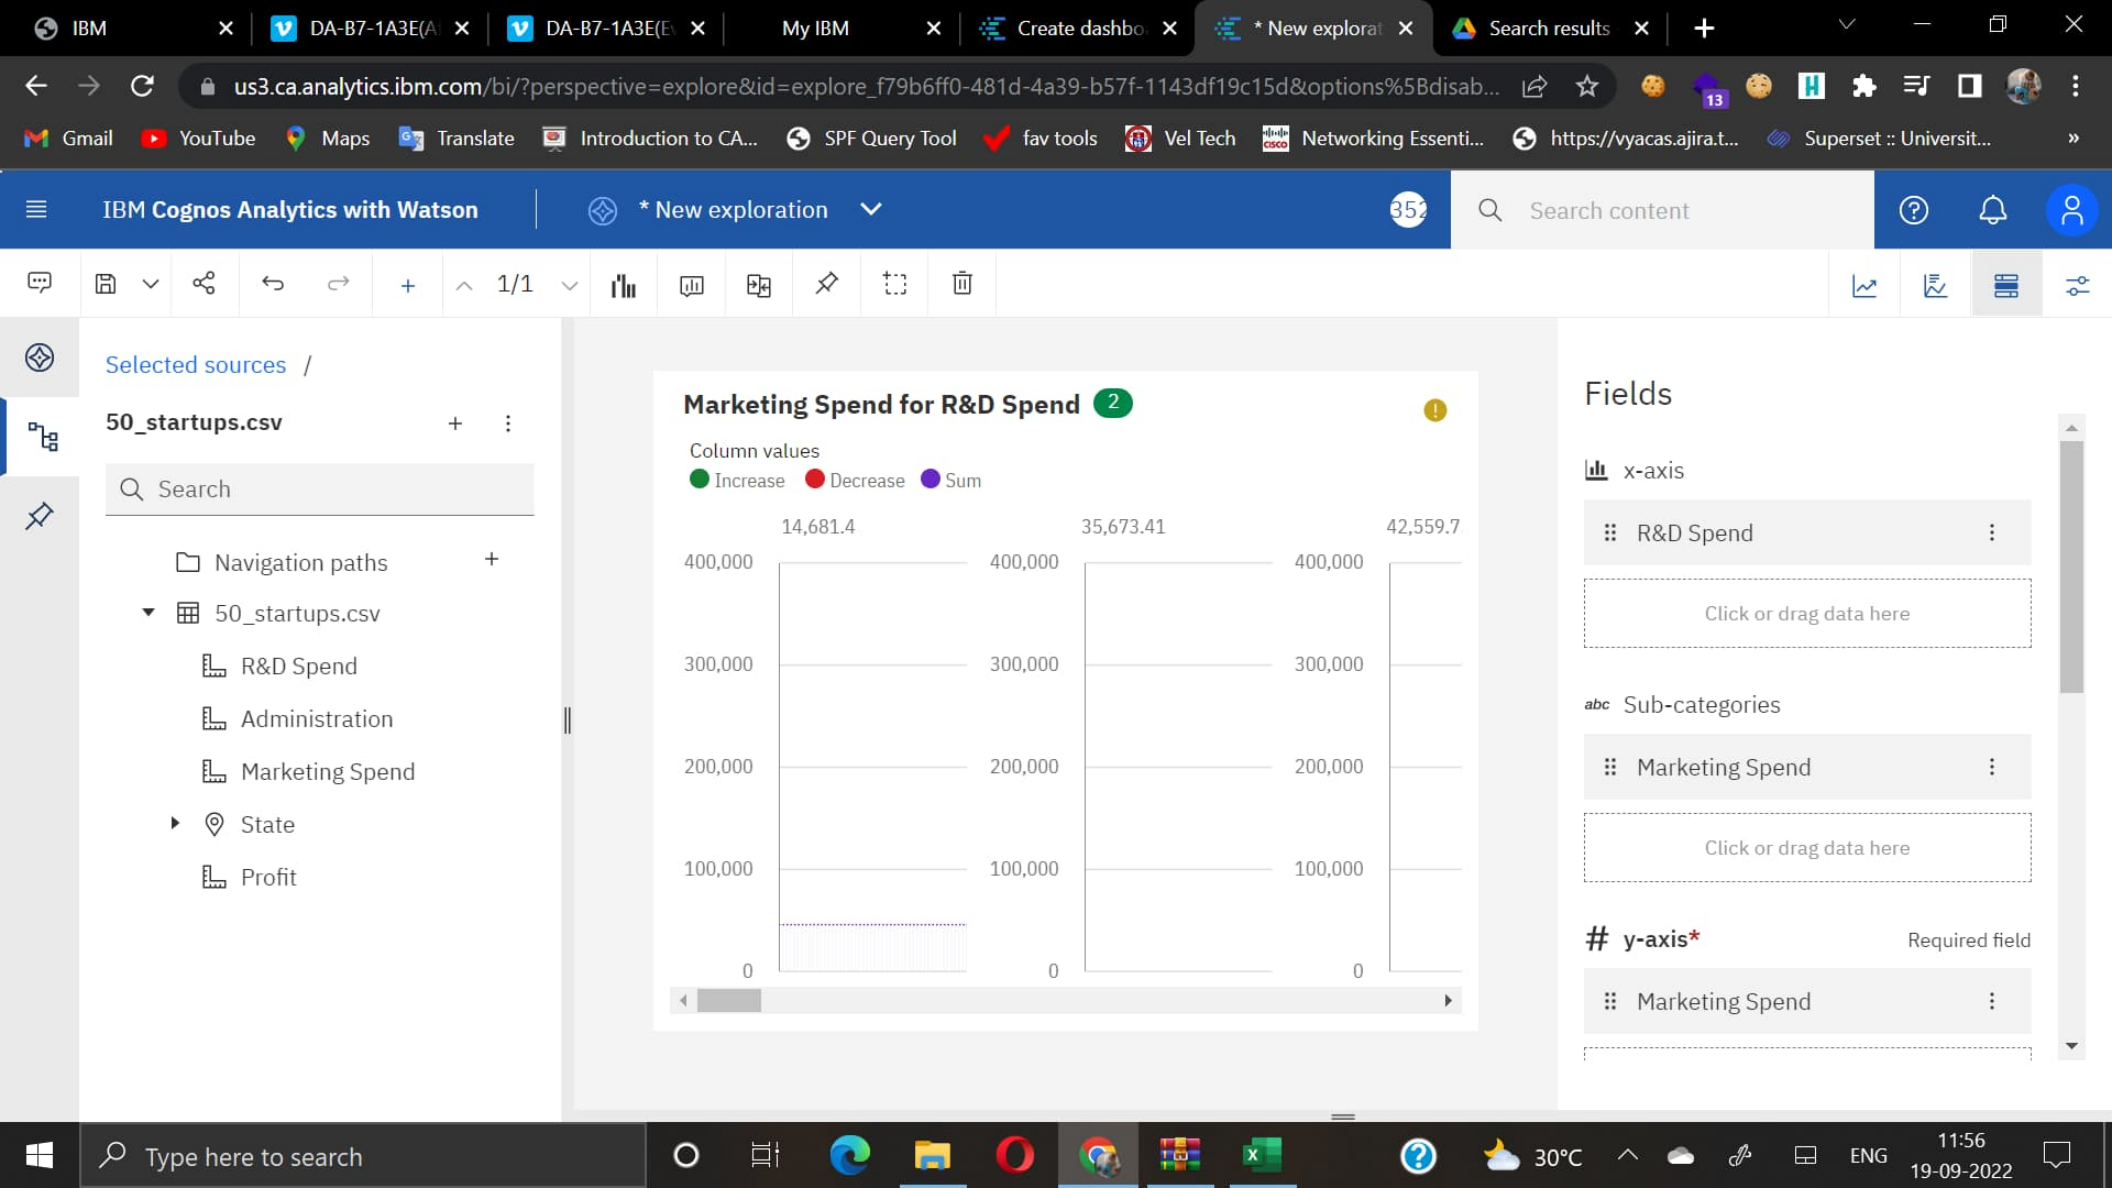 IBM
DA-B7-1A3E(A
DA-B7-1A3E(E
My IBM
Create dashbo
* New explorat
Search results
us3.ca.analytics.ibm.com/bi/?perspective=explore&id=explore_f79b6ff0-481d-4a39-b57f-1143df19c15d&options%5Bdisab...
13
Gmail
YouTube
Maps
Translate
Introduction to CA...
SPF Query Tool
fav tools
Vel Tech
Networking Essenti...
https://vyacas.ajira.t...
Superset :: Universit...
»
IBM Cognos Analytics with Watson
* New exploration
352
Search content
1/1
Selected sources /
50_startups.csv
Search
Navigation paths
50_startups.csv
R&D Spend
Administration
Marketing Spend
State
Profit
Marketing Spend for R&D Spend 2
Column values
Increase Decrease Sum
14,681.4 35,673.41 42,559.7
400,000 400,000 400,000
300,000 300,000 300,000
200,000 200,000 200,000
100,000 100,000 100,000
0 0 0
Fields
x-axis
R&D Spend
Click or drag data here
abc Sub-categories
Marketing Spend
Click or drag data here
# y-axis* Required field
Marketing Spend
Type here to search
30°C
ENG
11:56
19-09-2022